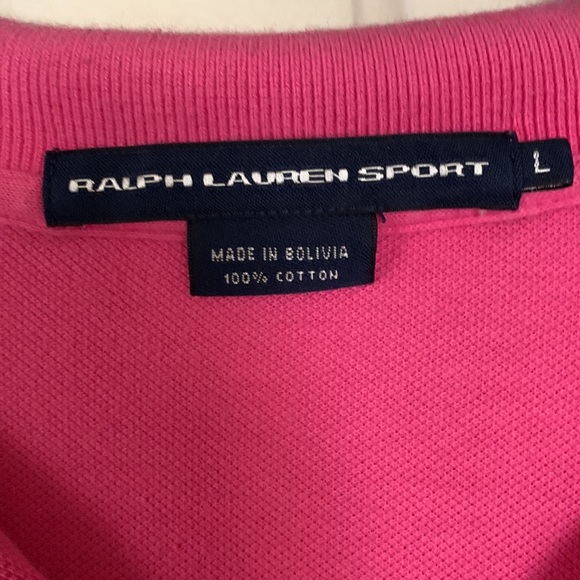 RALPH LAUREN SPORT L
MADE IN BOLIVIA
100% COTTON